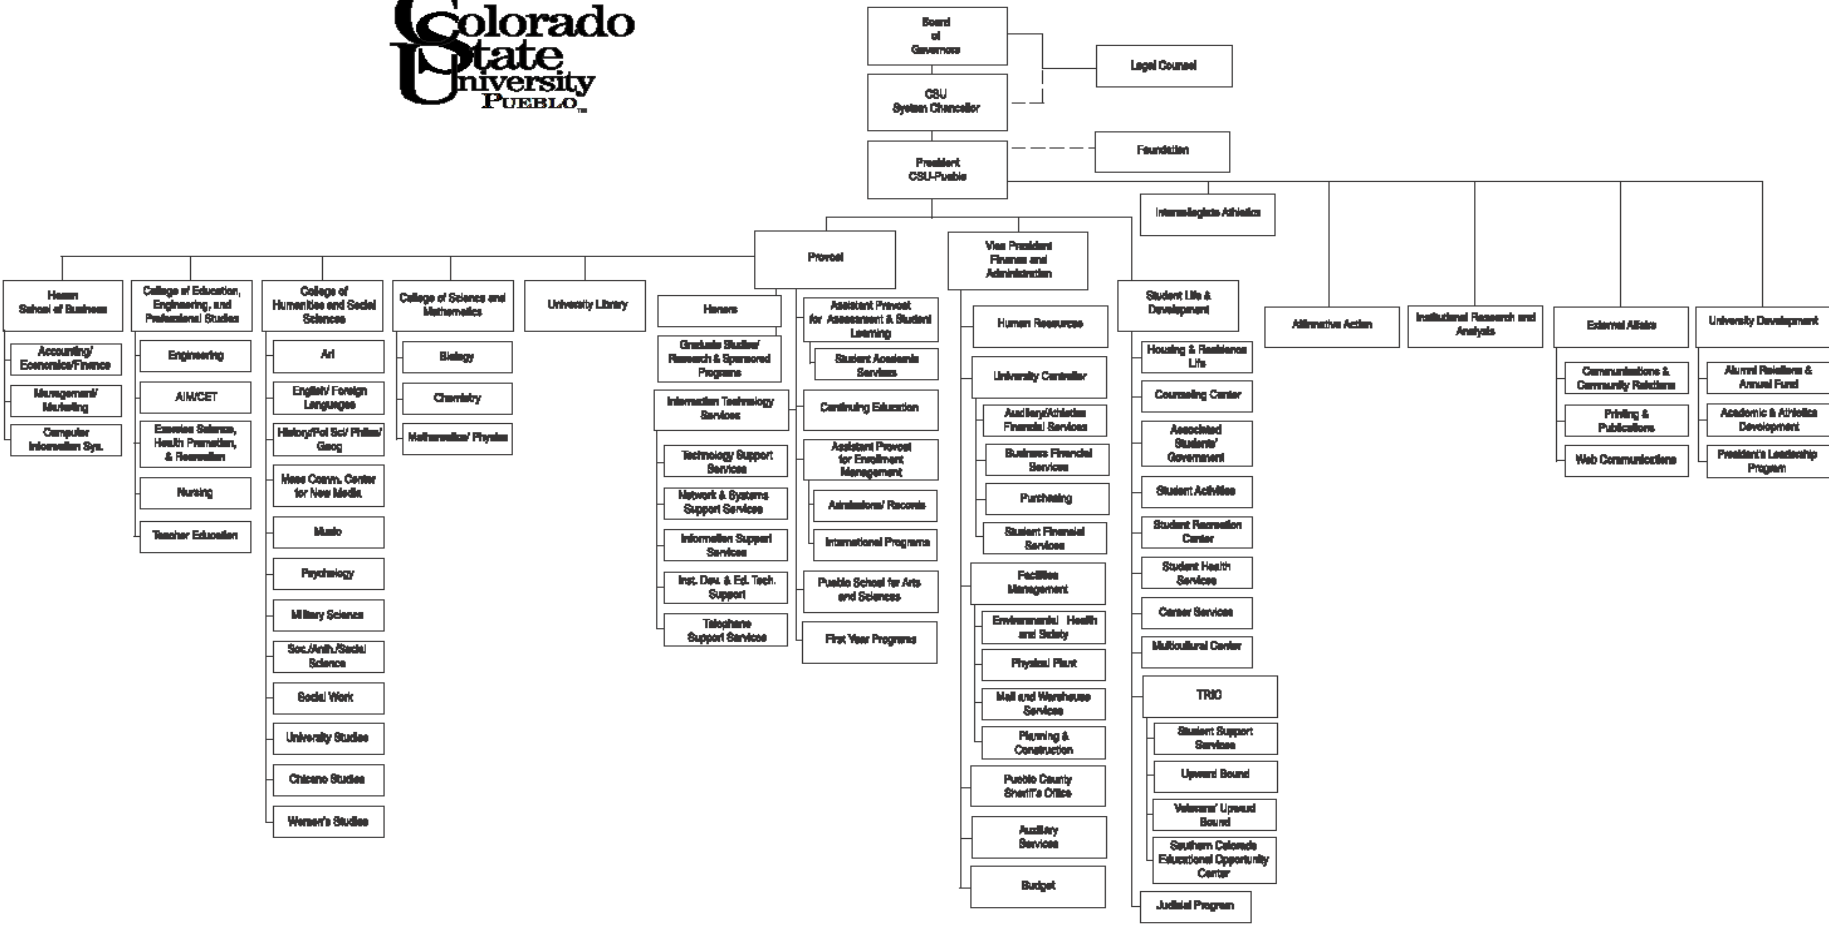 Colorado
State
University
PUEBLO™
Board
of
Governors
Legal Counsel
CSU
System Chancellor
Foundation
President
CSU-Pueblo
Intercollegiate Athletics
Provost
Vice President
Finance and
Administration
Student Life &
Development
Affirmative Action
Institutional Research and
Analysis
External Affairs
University Development
Hasan
School of Business
Accounting/
Economics/Finance
Management/
Marketing
Computer
Information Sys.
College of Education,
Engineering, and
Professional Studies
Engineering
AIM/CET
Exercise Science,
Health Promotion,
& Recreation
Nursing
Teacher Education
College of
Humanities and Social
Sciences
Art
English/ Foreign
Languages
History/Pol Sci/ Philos/
Geog
Mass Comm. Center
for New Media
Music
Psychology
Military Science
Soc./Anth./Social
Science
Social Work
University Studies
Chicano Studies
Women's Studies
College of Science and
Mathematics
Biology
Chemistry
Mathematics/ Physics
University Library
Honors
Graduate Studies/
Research & Sponsored
Programs
Information Technology
Services
Technology Support
Services
Network & Systems
Support Services
Information Support
Services
Inst. Dev. & Ed. Tech.
Support
Telephone
Support Services
Assistant Provost
for Assessment & Student
Learning
Student Academic
Services
Continuing Education
Assistant Provost
for Enrollment
Management
Admissions/ Records
International Programs
Pueblo School for Arts
and Sciences
First Year Programs
Human Resources
University Controller
Auxiliary/Athletics
Financial Services
Business Financial
Services
Purchasing
Student Financial
Services
Facilities
Management
Environmental Health
and Safety
Physical Plant
Mail and Warehouse
Services
Planning &
Construction
Pueblo County
Sheriff's Office
Auxiliary
Services
Budget
Housing & Residence
Life
Counseling Center
Associated
Students'
Government
Student Activities
Student Recreation
Center
Student Health
Services
Career Services
Multicultural Center
TRIO
Student Support
Services
Upward Bound
Veterans' Upward
Bound
Southern Colorado
Educational Opportunity
Center
Judicial Program
Communications &
Community Relations
Printing &
Publications
Web Communications
Alumni Relations &
Annual Fund
Academic & Athletics
Development
President's Leadership
Program